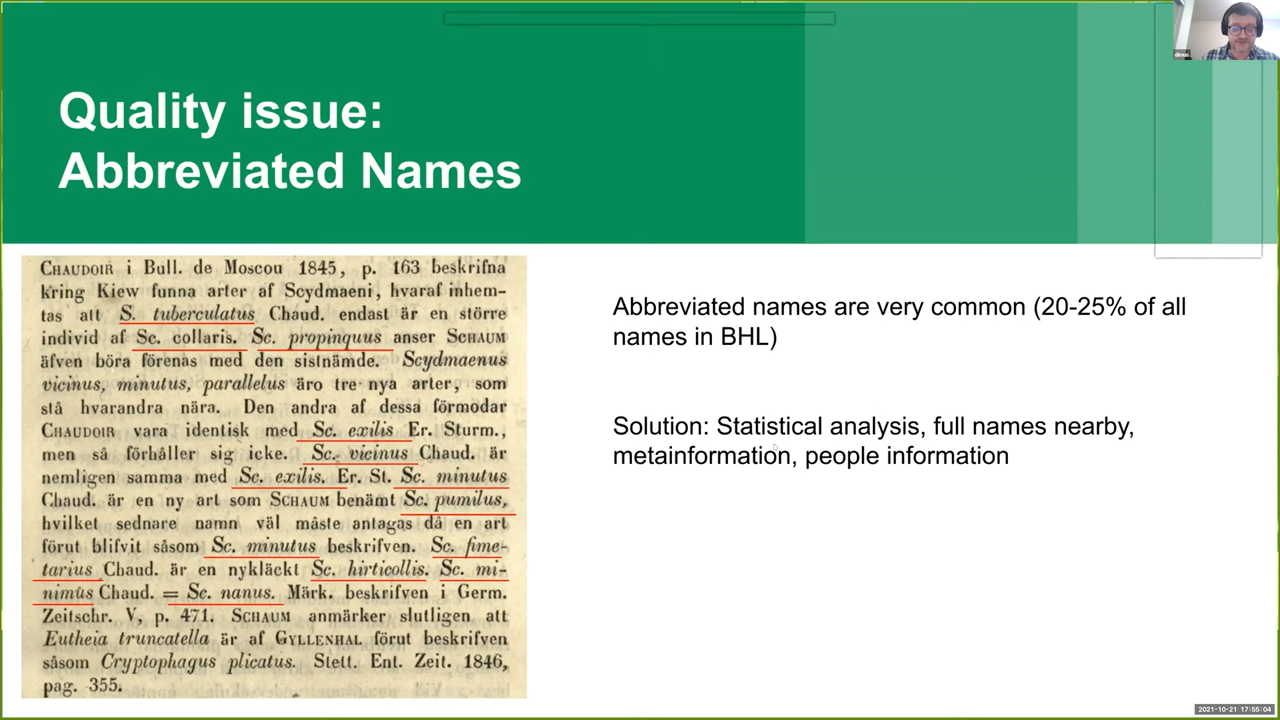 dimus
Quality issue:
Abbreviated Names
CHAUDOIR i Bull. de Moscou 1845, p. 163 beskrifna
kring Kiew funna arter af Scydmaeni, hvaraf inhem-
tas att S. tuberculatus Chaud. endast är en större
individ af Sc. collaris. Sc. propinquus anser SCHAUM
äfven böra förenas med den sistnämde. Scydmaenus
vicinus, minutus, parallelus äro tre nya arter, som
stå hvarandra nära. Den andra af dessa förmodar
CHAUDOIR vara identisk med Sc. exilis Er. Sturm.,
men så förhåller sig icke. Sc. vicinus Chaud. är
nemligen samma med Sc. exilis. Er. St. Sc. minutus
Chaud. är en ny art som SCHAUM benämt Sc. pumilus,
hvilket sednare namn väl måste antagas då en art
förut blifvit såsom Sc. minutus beskrifven. Sc. fime-
tarius Chaud. är en nykläckt Sc. hirticollis. Sc. mi-
nimus Chaud. = Sc. nanus. Märk. beskrifven i Germ.
Zeitschr. V, p. 471. SCHAUM anmärker slutligen att
Eutheia truncatella är af GYLLENHAL förut beskrifven
såsom Cryptophagus plicatus. Stett. Ent. Zeit. 1846,
pag. 355.
Abbreviated names are very common (20-25% of all
names in BHL)
Solution: Statistical analysis, full names nearby,
metainformation, people information
2021-10-21 17:55:04